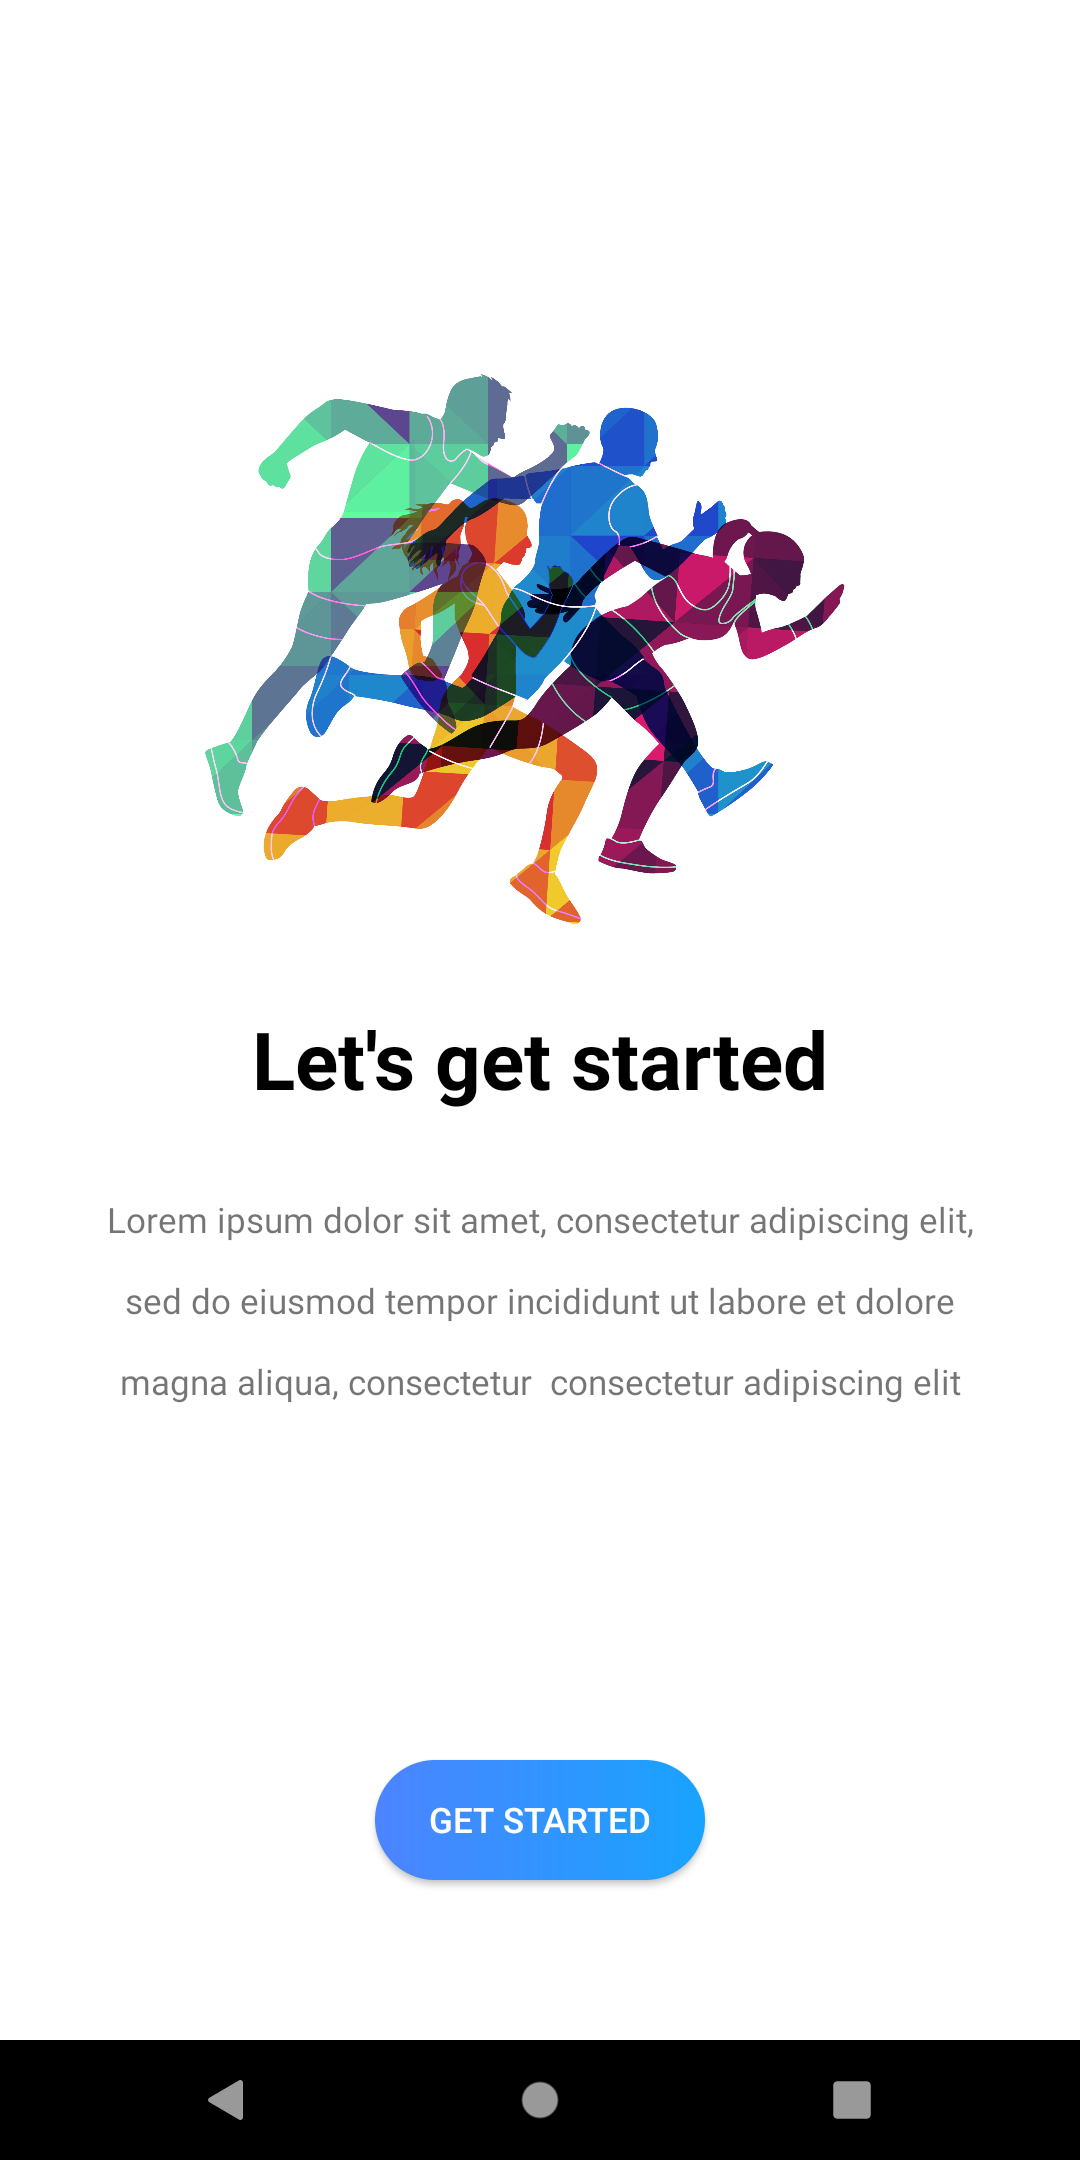 Let's get started
Lorem ipsum dolor sit amet, consectetur adipiscing elit,
sed do eiusmod tempor incididunt ut labore et dolore
magna aliqua, consectetur  consectetur adipiscing elit
GET STARTED